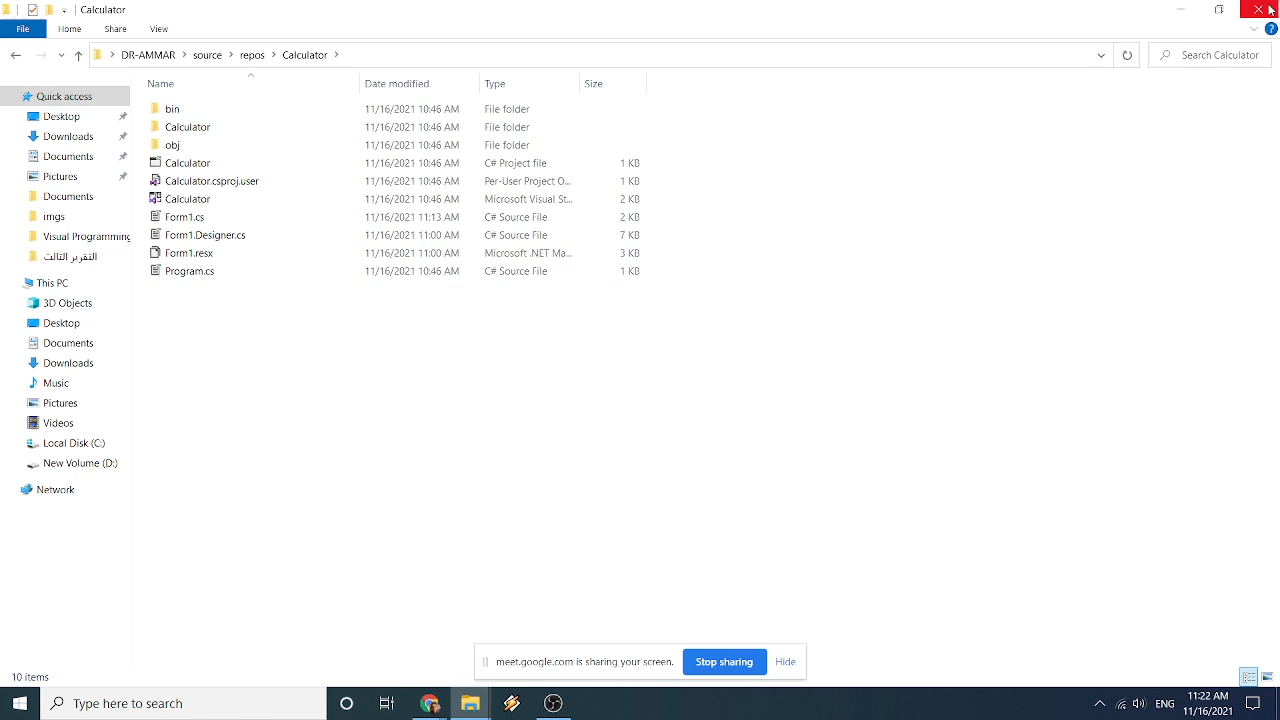 Calculator
File Home Share View
DR-AMMAR source repos Calculator Search Calculator
Name Date modified Type Size
Quick access
Desktop
Downloads
Documents
Pictures
Documents
imgs
Visual Programming
التقرير الثالث
This PC
3D Objects
Desktop
Documents
Downloads
Music
Pictures
Videos
Local Disk (C:)
New Volume (D:)
Network
bin 11/16/2021 10:46 AM File folder
Calculator 11/16/2021 10:46 AM File folder
obj 11/16/2021 10:46 AM File folder
Calculator 11/16/2021 10:46 AM C# Project file 1 KB
Calculator.csproj.user 11/16/2021 10:46 AM Per-User Project O... 1 KB
Calculator 11/16/2021 10:46 AM Microsoft Visual St... 2 KB
Form1.cs 11/16/2021 11:13 AM C# Source File 2 KB
Form1.Designer.cs 11/16/2021 11:00 AM C# Source File 7 KB
Form1.resx 11/16/2021 11:00 AM Microsoft .NET Ma... 3 KB
Program.cs 11/16/2021 10:46 AM C# Source File 1 KB
meet.google.com is sharing your screen. Stop sharing Hide
10 items
Type here to search
ENG
11:22 AM
11/16/2021